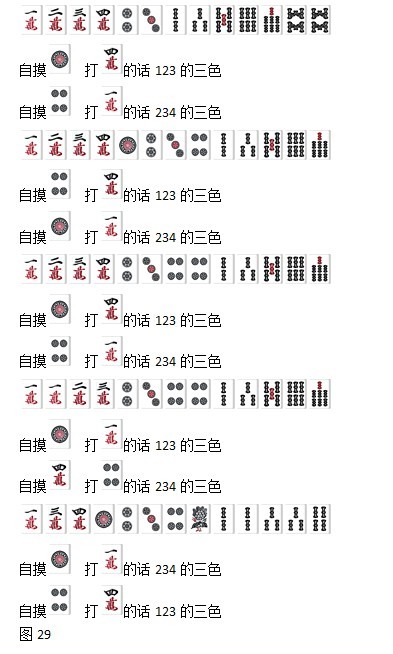 一萬 二萬 三萬 四萬
自摸 打 四萬 的话 123 的三色
自摸 打 一萬 的话 234 的三色
一萬 二萬 三萬 四萬
自摸 打 四萬 的话 123 的三色
自摸 打 一萬 的话 234 的三色
一萬 二萬 三萬 四萬
自摸 打 四萬 的话 123 的三色
自摸 打 一萬 的话 234 的三色
一萬 一萬 二萬 三萬
自摸 打 一萬 的话 123 的三色
自摸 四萬 打 的话 234 的三色
一萬 三萬 四萬
自摸 打 一萬 的话 234 的三色
自摸 打 四萬 的话 123 的三色
图 29